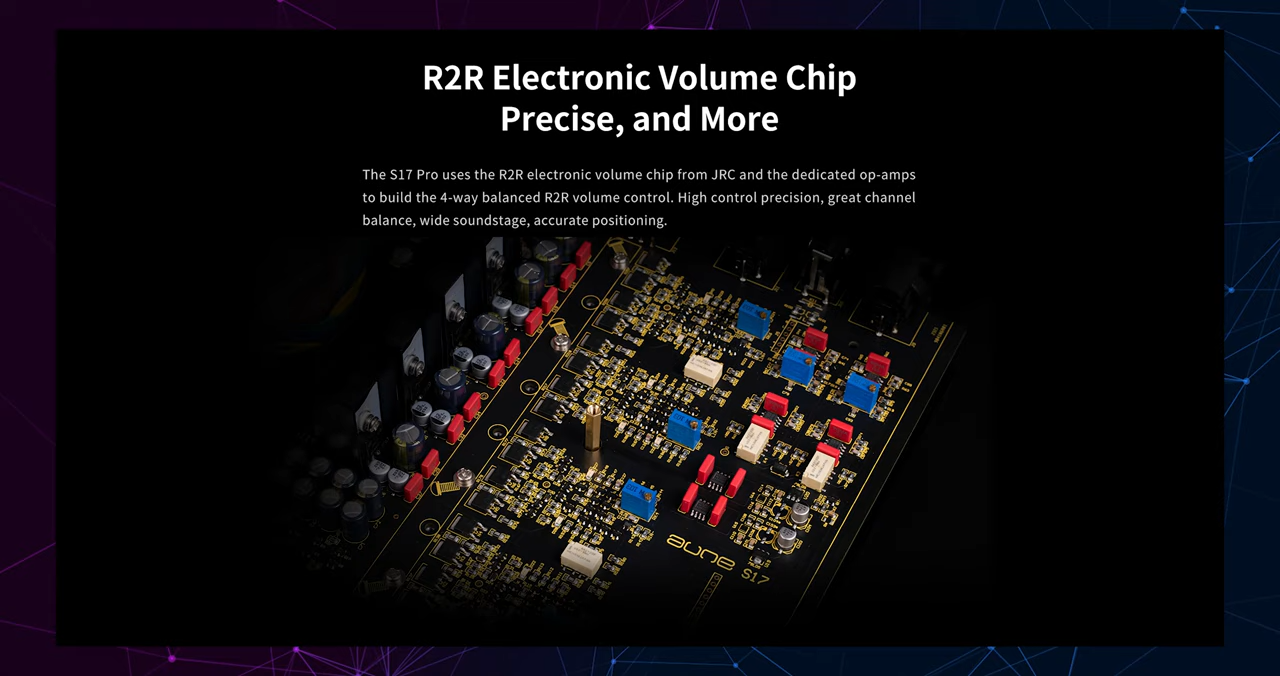 R2R Electronic Volume Chip
Precise, and More
The S17 Pro uses the R2R electronic volume chip from JRC and the dedicated op-amps
to build the 4-way balanced R2R volume control. High control precision, great channel
balance, wide soundstage, accurate positioning.
aune
S17